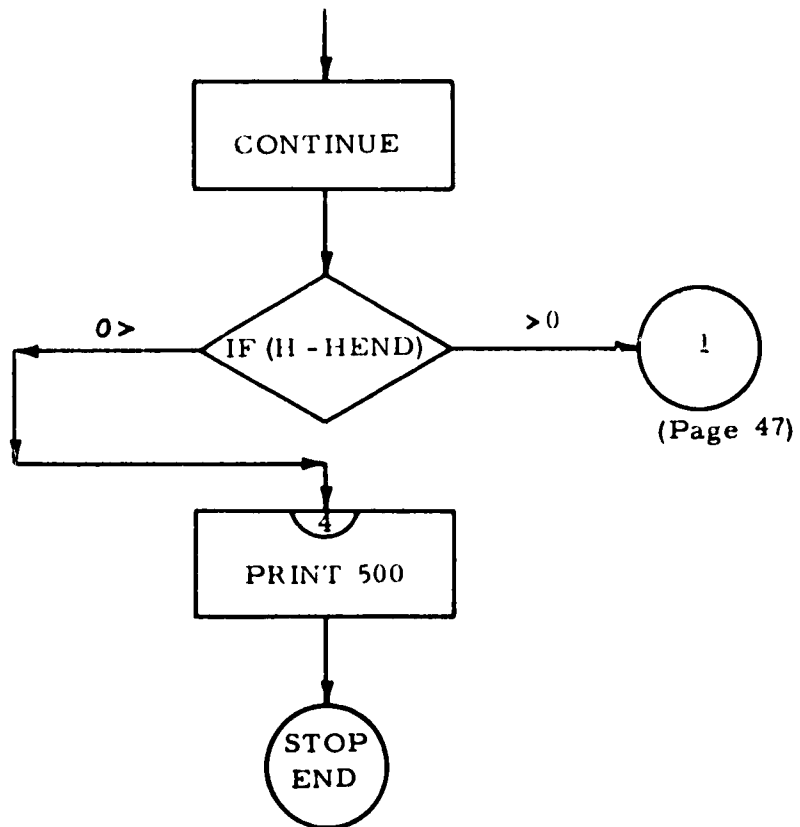 CONTINUE
0>
IF (H - HEND)
>0
1
(Page 47)
4
PRINT 500
STOP
END